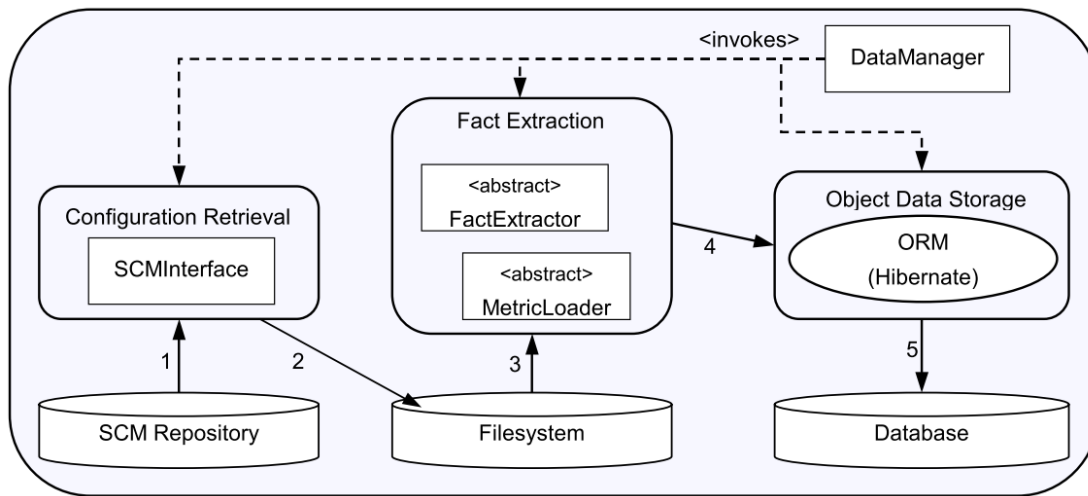 <invokes>
DataManager
Fact Extraction
<abstract>
FactExtractor
<abstract>
MetricLoader
Configuration Retrieval
SCMInterface
Object Data Storage
ORM
(Hibernate)
1
2
3
4
5
SCM Repository
Filesystem
Database